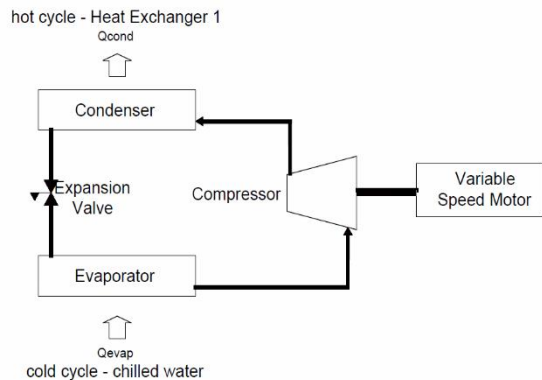 hot cycle - Heat Exchanger 1
Qcond
Condenser
Expansion
Valve
Compressor
Variable
Speed Motor
Evaporator
Qevap
cold cycle - chilled water